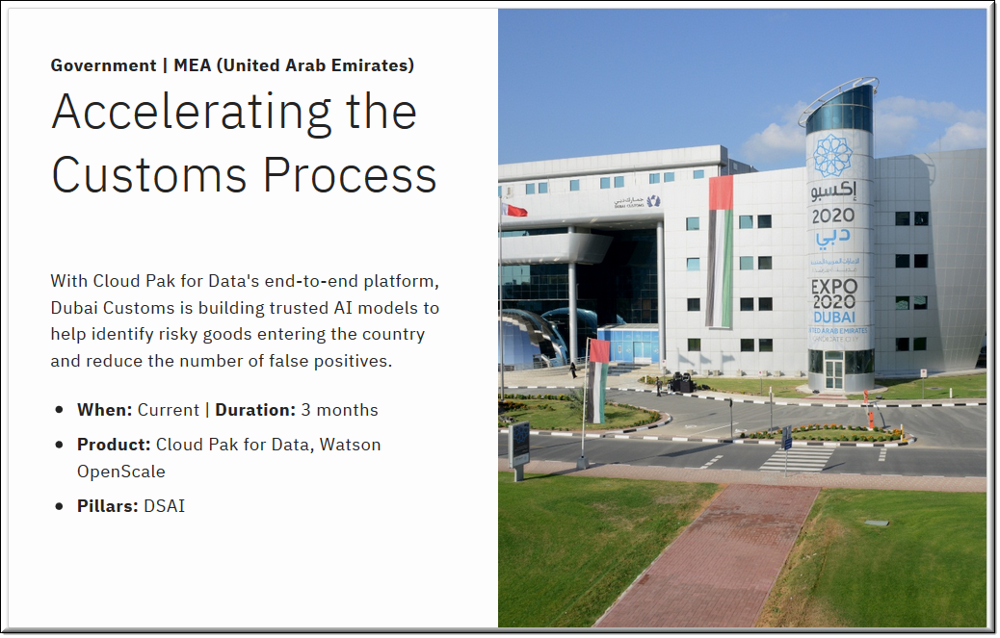 Government | MEA (United Arab Emirates)
Accelerating the
Customs Process
With Cloud Pak for Data's end-to-end platform,
Dubai Customs is building trusted AI models to
help identify risky goods entering the country
and reduce the number of false positives.
• When: Current | Duration: 3 months
• Product: Cloud Pak for Data, Watson
OpenScale
• Pillars: DSAI
جمارك دبي
DUBAI CUSTOMS
إكسبو
2020
دبي
EXPO
2020
DUBAI
UNITED ARAB EMIRATES